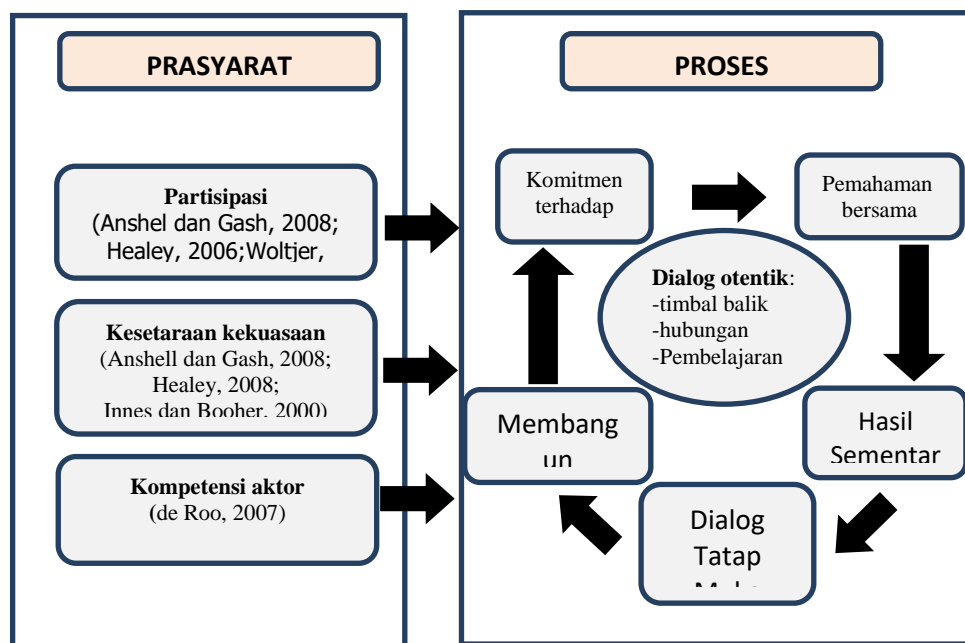 PRASYARAT
Partisipasi
(Anshel dan Gash, 2008;
Healey, 2006;Woltjer,
Kesetaraan kekuasaan
(Anshell dan Gash, 2008;
Healey, 2008;
Innes dan Booher, 2000)
Kompetensi aktor
(de Roo, 2007)
PROSES
Komitmen
terhadap
Pemahaman
bersama
Dialog otentik:
-timbal balik
-hubungan
-Pembelajaran
Membang
un
Hasil
Sementar
Dialog
Tatap